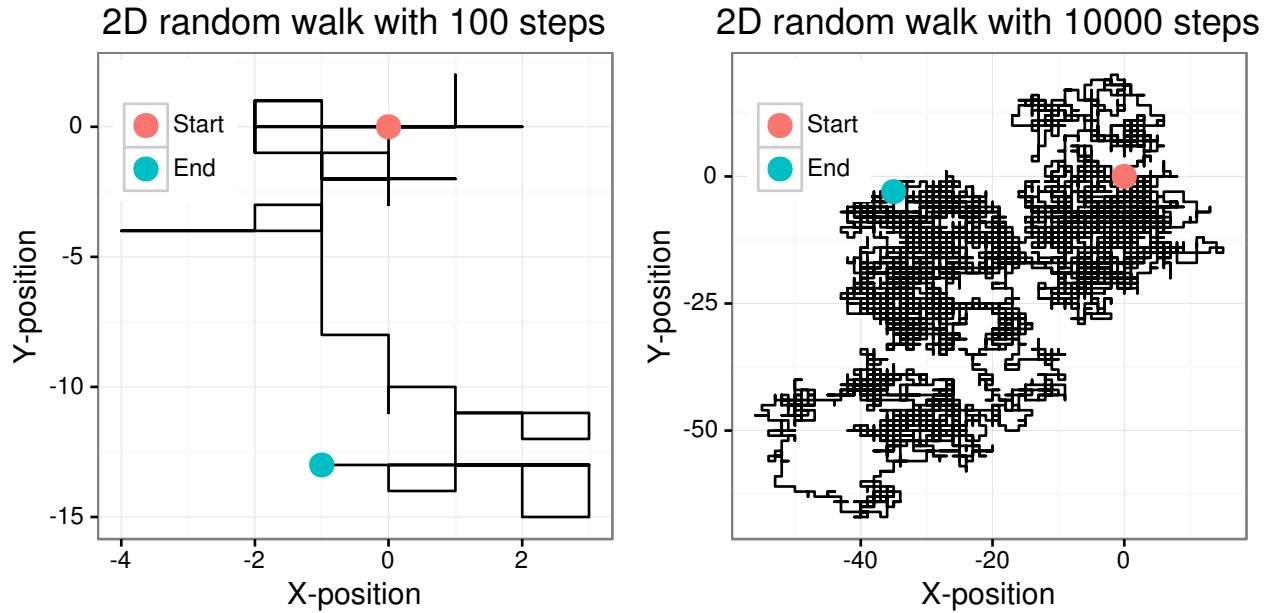 2D random walk with 100 steps
Start
End
0
-5
-10
-15
Y-position
-4
-2
0
2
X-position
2D random walk with 10000 steps
Start
End
0
-25
-50
Y-position
-40
-20
0
X-position